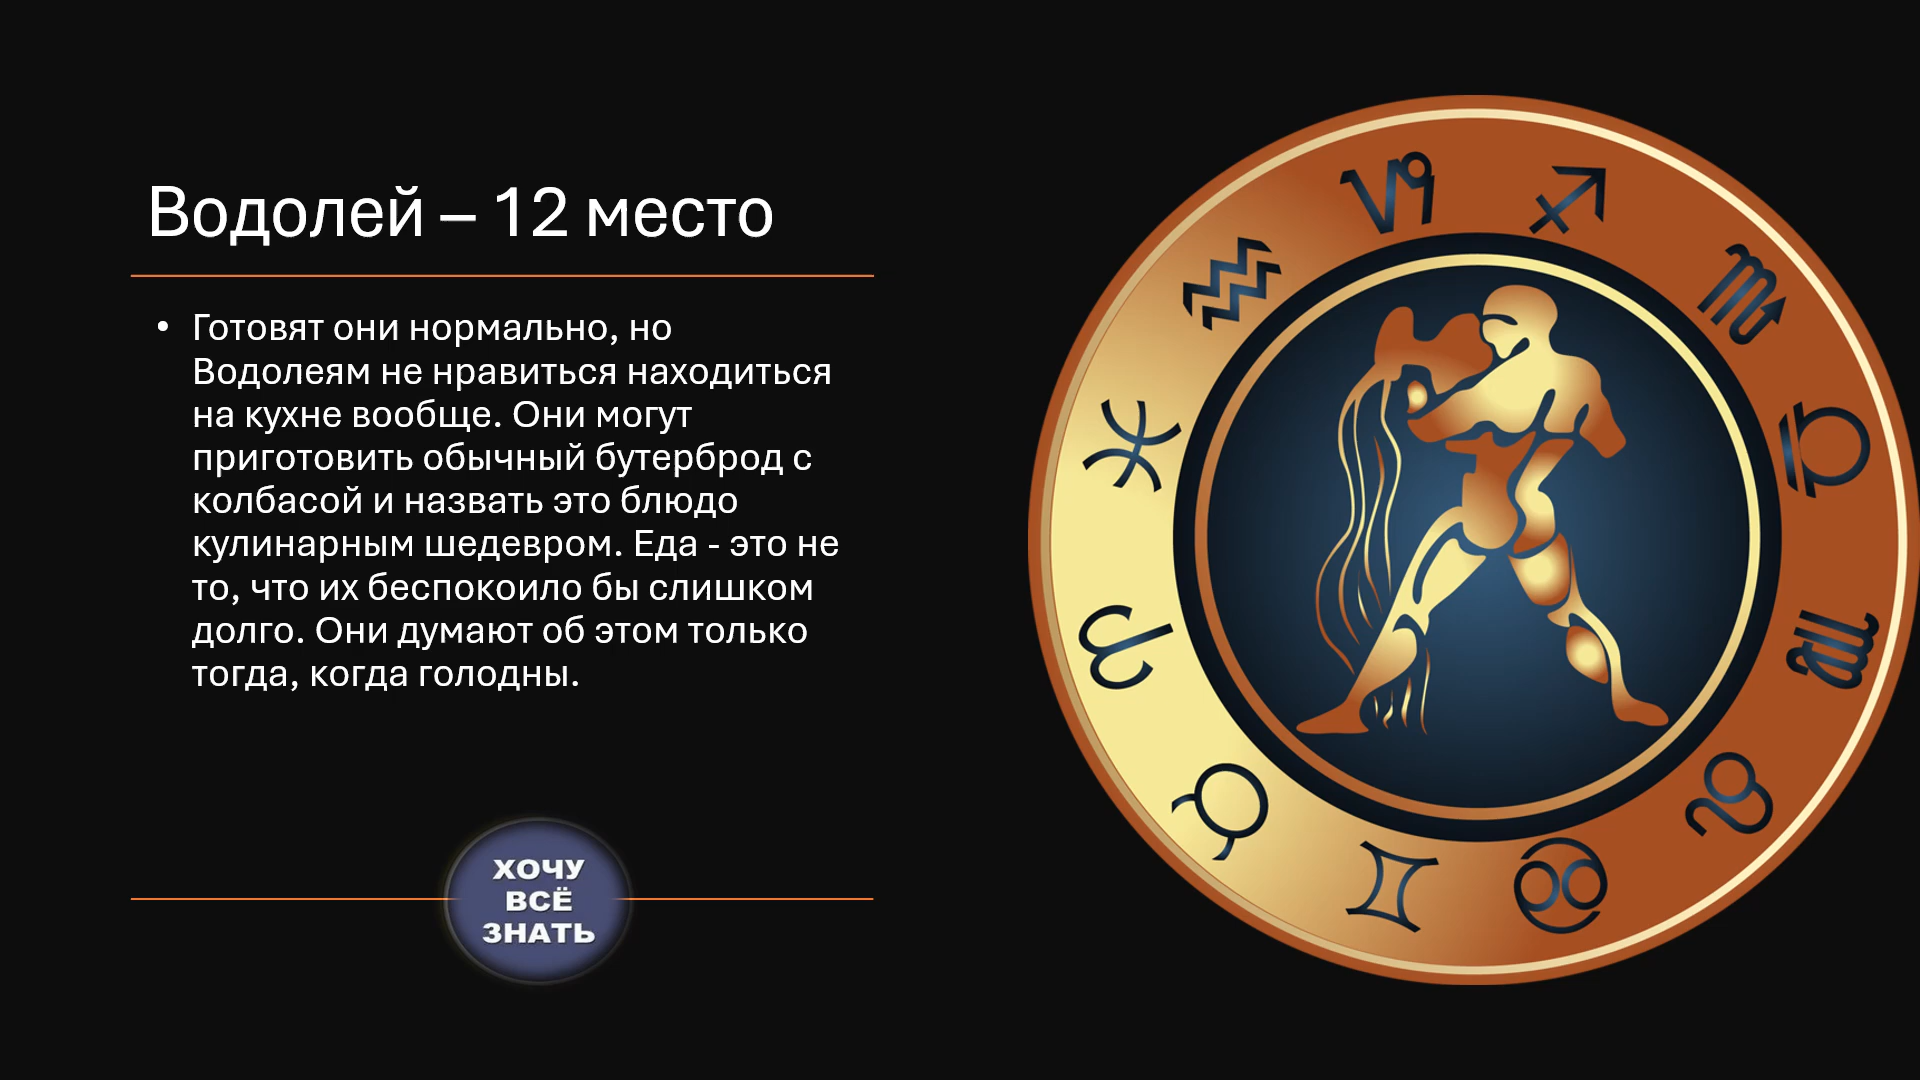 Водолей – 12 место
• Готовят они нормально, но
Водолеям не нравиться находиться
на кухне вообще. Они могут
приготовить обычный бутерброд с
колбасой и назвать это блюдо
кулинарным шедевром. Еда - это не
то, что их беспокоило бы слишком
долго. Они думают об этом только
тогда, когда голодны.
ХОЧУ
ВСЁ
ЗНАТЬ